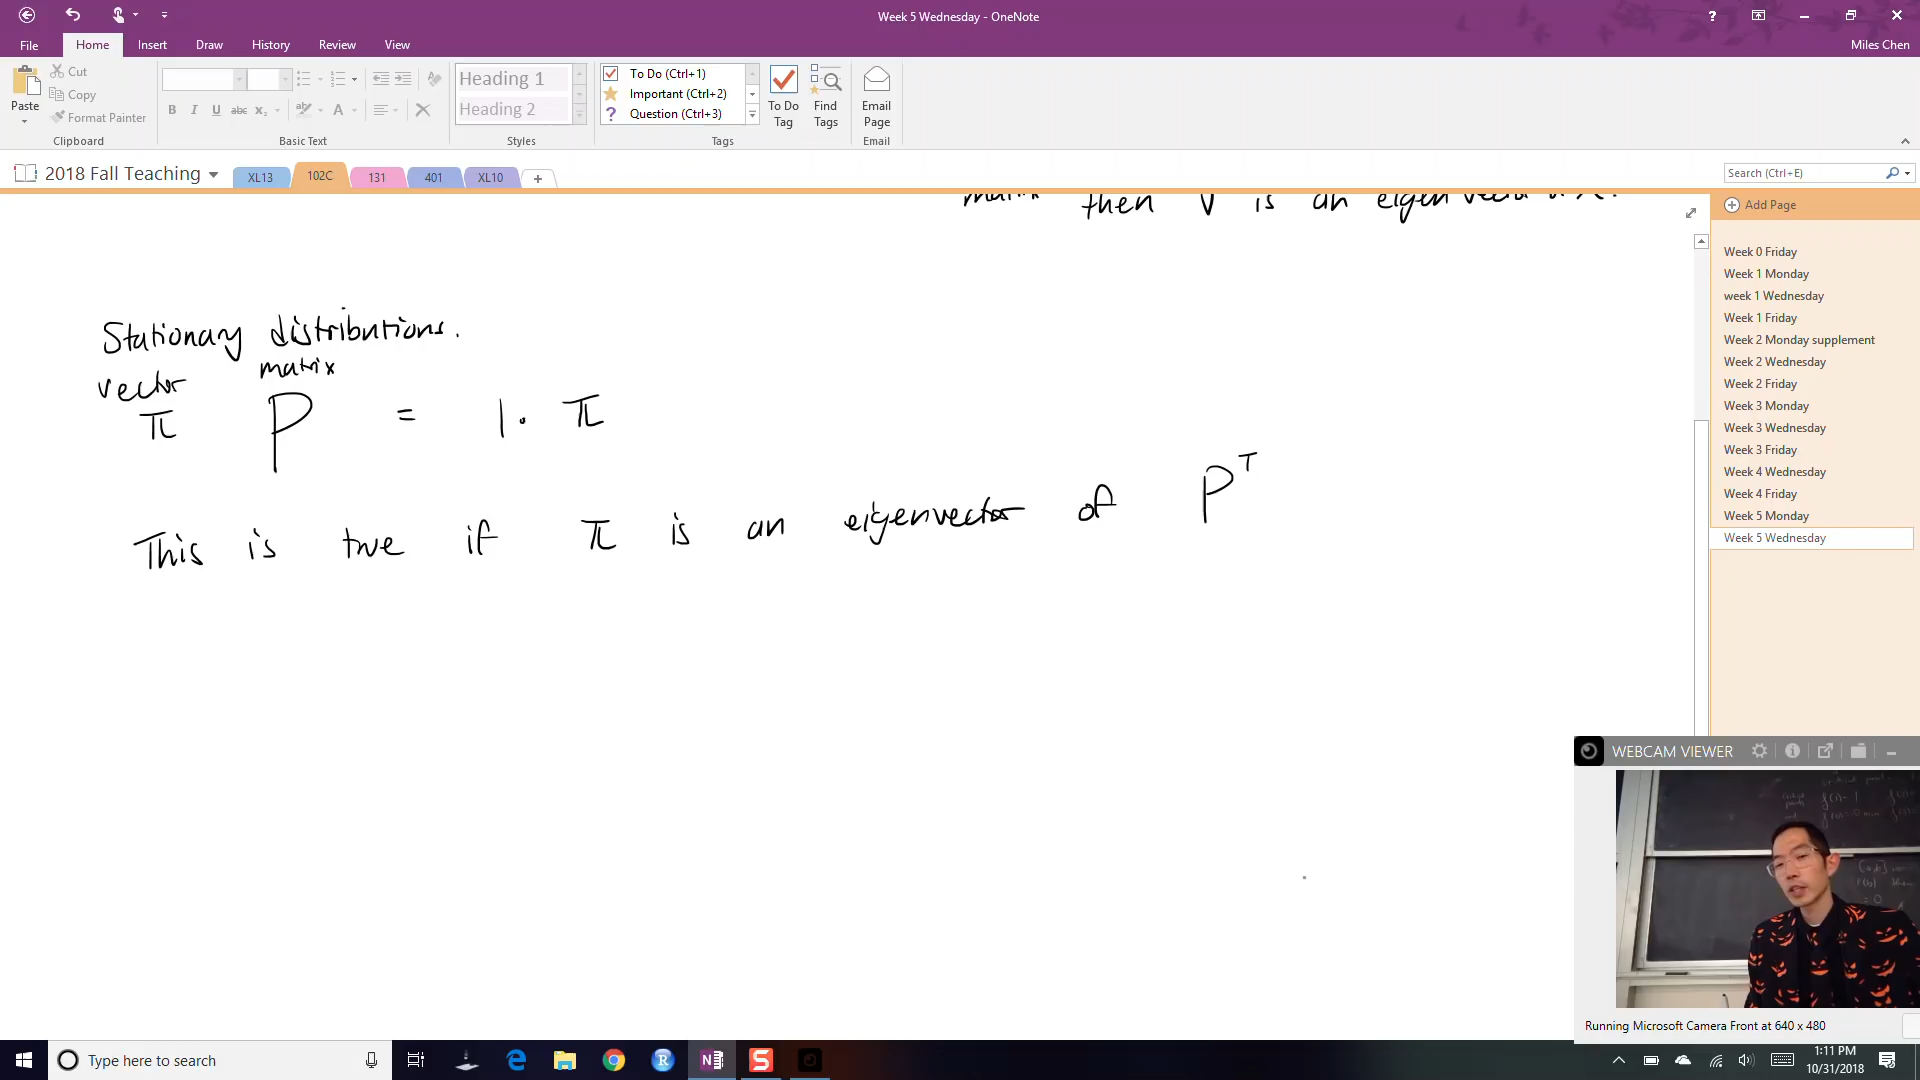 Week 5 Wednesday - OneNote
File Home Insert Draw History Review View
Miles Chen
Paste
Cut
Copy
Format Painter
Clipboard
B I U abc x₂ A
Basic Text
Heading 1
Heading 2
Styles
To Do (Ctrl+1)
Important (Ctrl+2)
Question (Ctrl+3)
To Do Tag
Find Tags
Tags
Email Page
Email
2018 Fall Teaching
XL13 102C 131 401 XL10
Search (Ctrl+E)
Add Page
Week 0 Friday
Week 1 Monday
week 1 Wednesday
Week 1 Friday
Week 2 Monday supplement
Week 2 Wednesday
Week 2 Friday
Week 3 Monday
Week 3 Wednesday
Week 3 Friday
Week 4 Wednesday
Week 4 Friday
Week 5 Monday
Week 5 Wednesday
matrix then V is an eigenvector
Stationary distributions.
vector matrix
π P = 1 · π
This is true if π is an eigenvector of Pᵀ
WEBCAM VIEWER
Running Microsoft Camera Front at 640 x 480
Type here to search
1:11 PM
10/31/2018